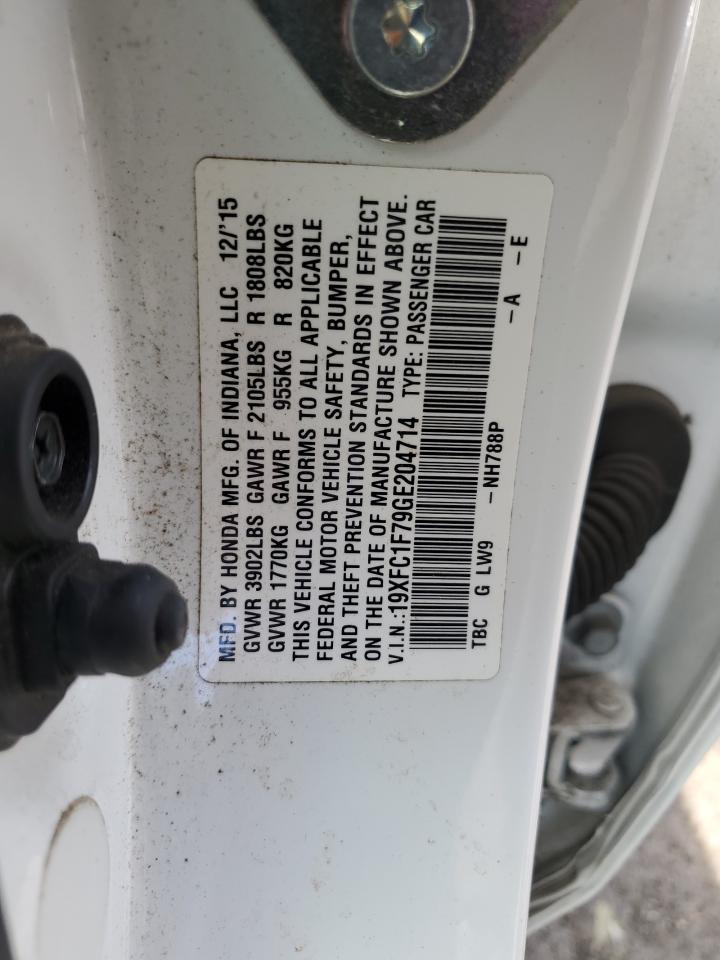 MFD. BY HONDA MFG. OF INDIANA, LLC 12/'15
GVWR 3902LBS GAWR F 2105LBS R 1808LBS
GVWR 1770KG GAWR F 955KG R 820KG
THIS VEHICLE CONFORMS TO ALL APPLICABLE
FEDERAL MOTOR VEHICLE SAFETY, BUMPER,
AND THEFT PREVENTION STANDARDS IN EFFECT
ON THE DATE OF MANUFACTURE SHOWN ABOVE.
V.I.N.:19XFC1F79GE204714 TYPE: PASSENGER CAR
TBC G LW9 -NH788P -A -E